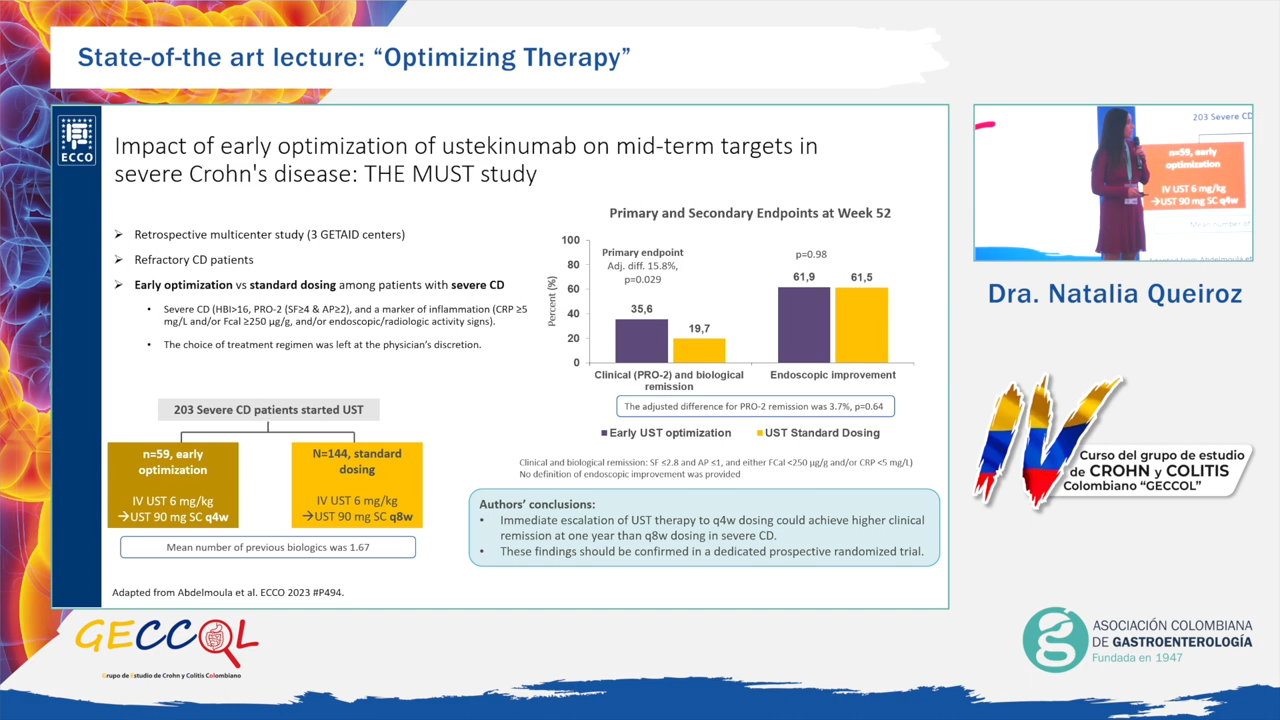 State-of-the art lecture: “Optimizing Therapy”
ECCO
Impact of early optimization of ustekinumab on mid-term targets in
severe Crohn's disease: THE MUST study
Retrospective multicenter study (3 GETAID centers)
Refractory CD patients
Early optimization vs standard dosing among patients with severe CD
Severe CD (HBI>16, PRO-2 (SF≥4 & AP≥2), and a marker of inflammation (CRP ≥5
mg/L and/or Fcal ≥250 µg/g, and/or endoscopic/radiologic activity signs).
The choice of treatment regimen was left at the physician’s discretion.
203 Severe CD patients started UST
n=59, early
optimization
IV UST 6 mg/kg
→UST 90 mg SC q4w
N=144, standard
dosing
IV UST 6 mg/kg
→UST 90 mg SC q8w
Mean number of previous biologics was 1.67
Adapted from Abdelmoula et al. ECCO 2023 #P494.
Primary and Secondary Endpoints at Week 52
Percent (%)
100
80
60
40
20
0
Primary endpoint
Adj. diff. 15.8%,
p=0.029
35,6
19,7
p=0.98
61,9
61,5
Clinical (PRO-2) and biological
remission
Endoscopic improvement
The adjusted difference for PRO-2 remission was 3.7%, p=0.64
Early UST optimization
UST Standard Dosing
Clinical and biological remission: SF ≤2.8 and AP ≤1, and either FCal <250 µg/g and/or CRP <5 mg/L)
No definition of endoscopic improvement was provided
Authors’ conclusions:
• Immediate escalation of UST therapy to q4w dosing could achieve higher clinical
remission at one year than q8w dosing in severe CD.
• These findings should be confirmed in a dedicated prospective randomized trial.
203 Severe CD
n=59, early
optimization
IV UST 6 mg/kg
→UST 90 mg SC q4w
Mean number of
Dra. Natalia Queiroz
IV
Curso del grupo de estudio
de CROHN y COLITIS
Colombiano “GECCOL”
GECCOL
Grupo de Estudio de Crohn y Colitis Colombiano
ASOCIACIÓN COLOMBIANA
DE GASTROENTEROLOGÍA
Fundada en 1947